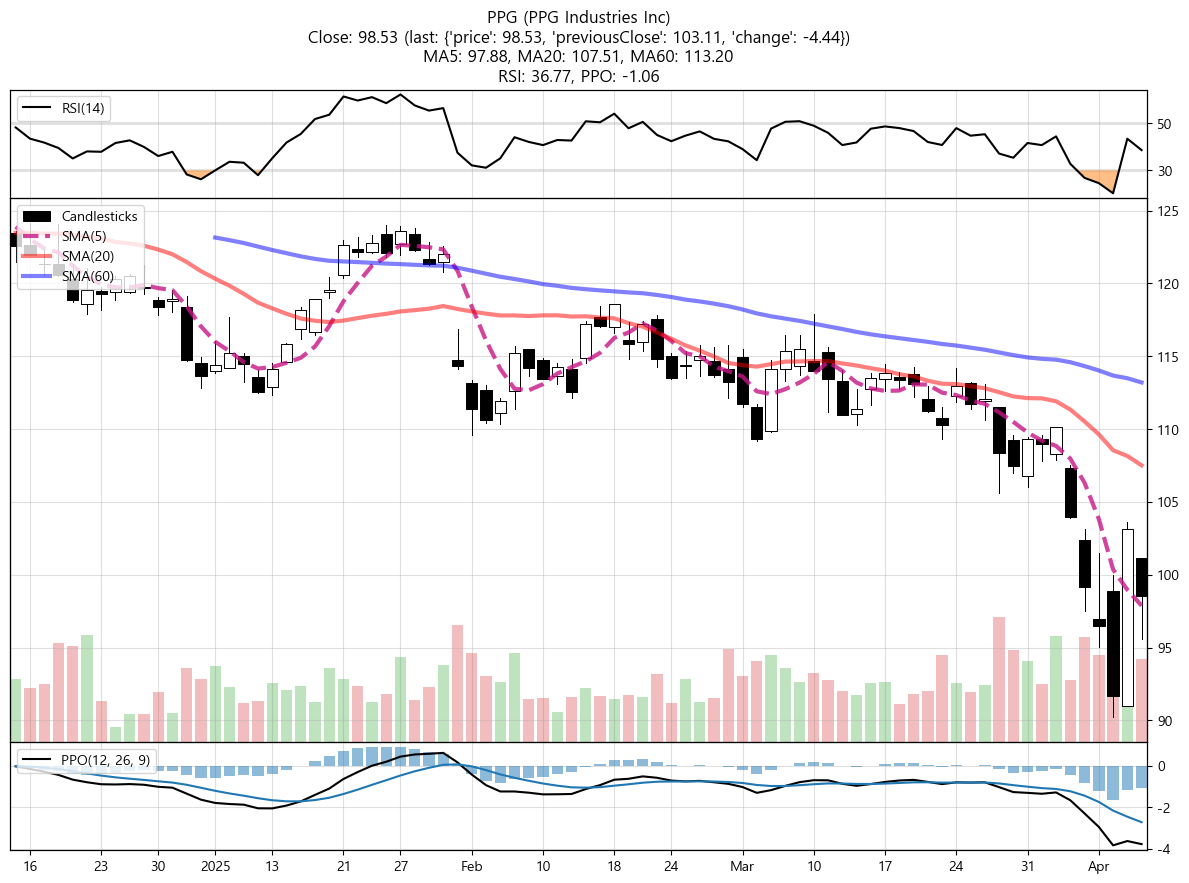 PPG (PPG Industries Inc)
Close: 98.53 (last: {'price': 98.53, 'previousClose': 103.11, 'change': -4.44})
MA5: 97.88, MA20: 107.51, MA60: 113.20
RSI: 36.77, PPO: -1.06
RSI(14)
50
30
Candlesticks
SMA(5)
SMA(20)
SMA(60)
125
120
115
110
105
100
95
90
PPO(12, 26, 9)
0
-2
-4
16 23 30 2025 13 21 27 Feb 10 18 24 Mar 10 17 24 31 Apr